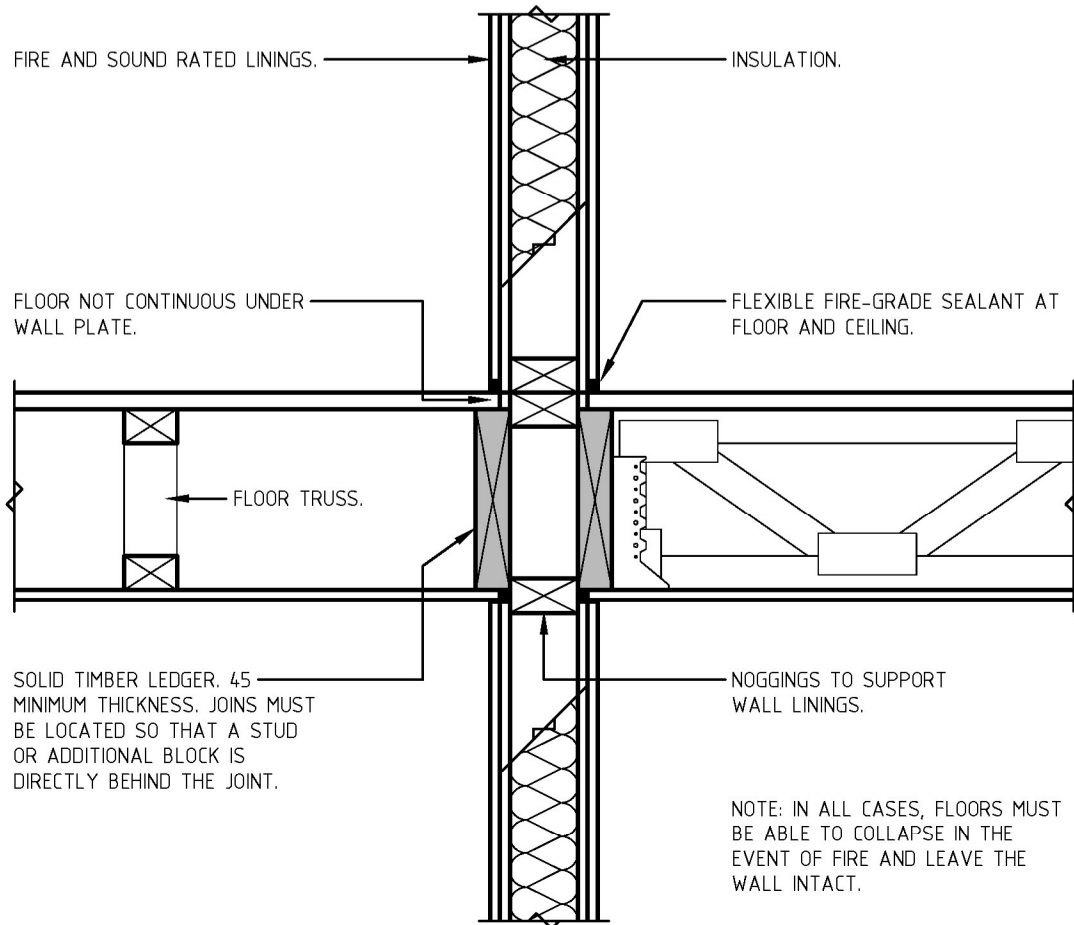 FIRE AND SOUND RATED LININGS.
INSULATION.
FLOOR NOT CONTINUOUS UNDER
WALL PLATE.
FLEXIBLE FIRE-GRADE SEALANT AT
FLOOR AND CEILING.
FLOOR TRUSS.
SOLID TIMBER LEDGER. 45
MINIMUM THICKNESS. JOINS MUST
BE LOCATED SO THAT A STUD
OR ADDITIONAL BLOCK IS
DIRECTLY BEHIND THE JOINT.
NOGGINGS TO SUPPORT
WALL LININGS.
NOTE: IN ALL CASES, FLOORS MUST
BE ABLE TO COLLAPSE IN THE
EVENT OF FIRE AND LEAVE THE
WALL INTACT.